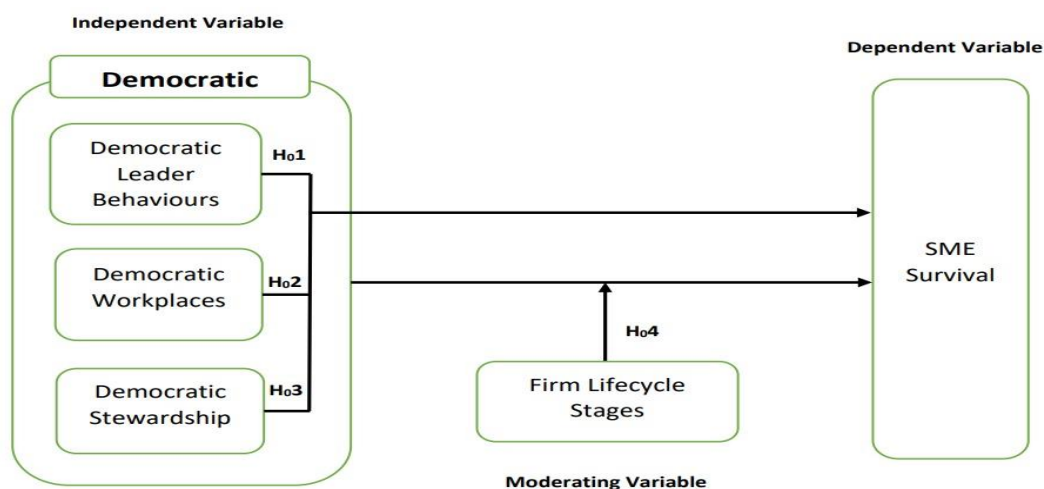 Independent Variable
Dependent Variable
Democratic
Democratic
Leader
Behaviours
H₀1
Democratic
Workplaces
H₀2
Democratic
Stewardship
H₀3
H₀4
Firm Lifecycle
Stages
Moderating Variable
SME
Survival